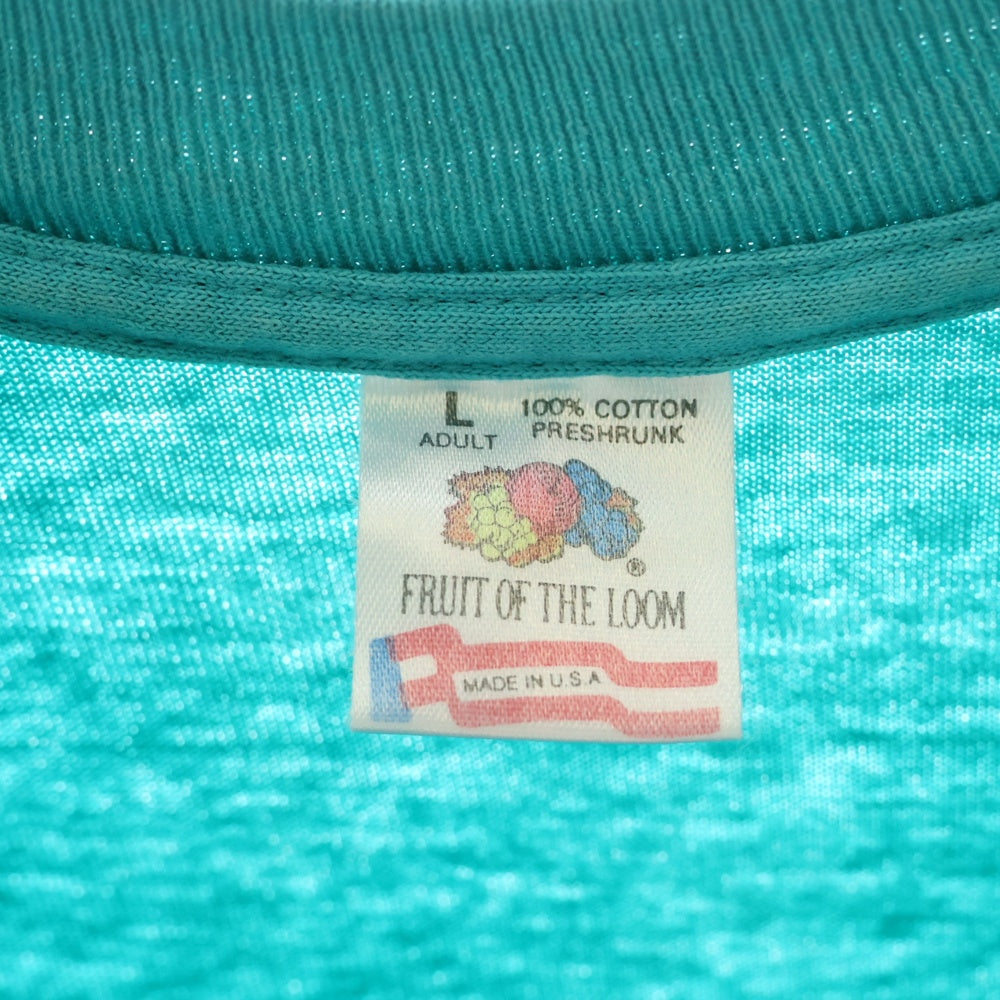 L 100% COTTON
ADULT PRESHRUNK
®
FRUIT OF THE LOOM
MADE IN U.S.A